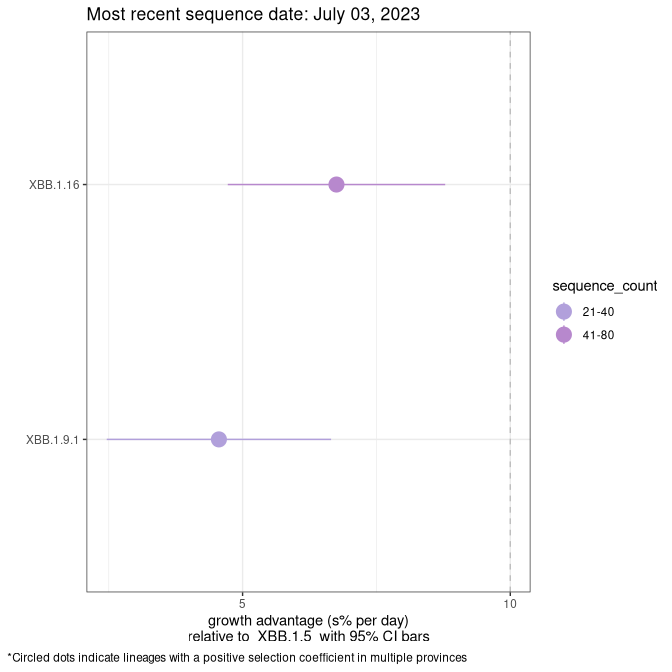 Most recent sequence date: July 03, 2023
XBB.1.16
XBB.1.9.1
5
10
growth advantage (s% per day)
relative to  XBB.1.5  with 95% CI bars
*Circled dots indicate lineages with a positive selection coefficient in multiple provinces
sequence_count
21-40
41-80